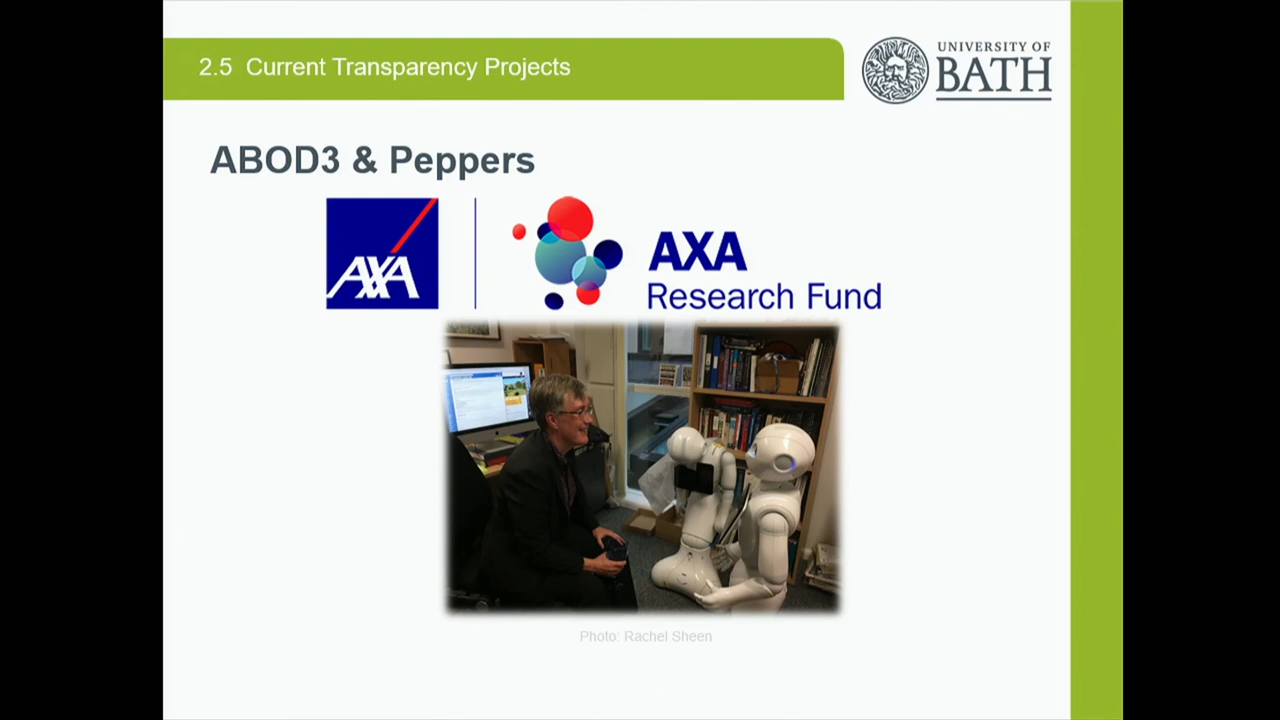 2.5 Current Transparency Projects
UNIVERSITY OF
BATH
ABOD3 & Peppers
AXA
AXA
Research Fund
Photo: Rachel Sheen